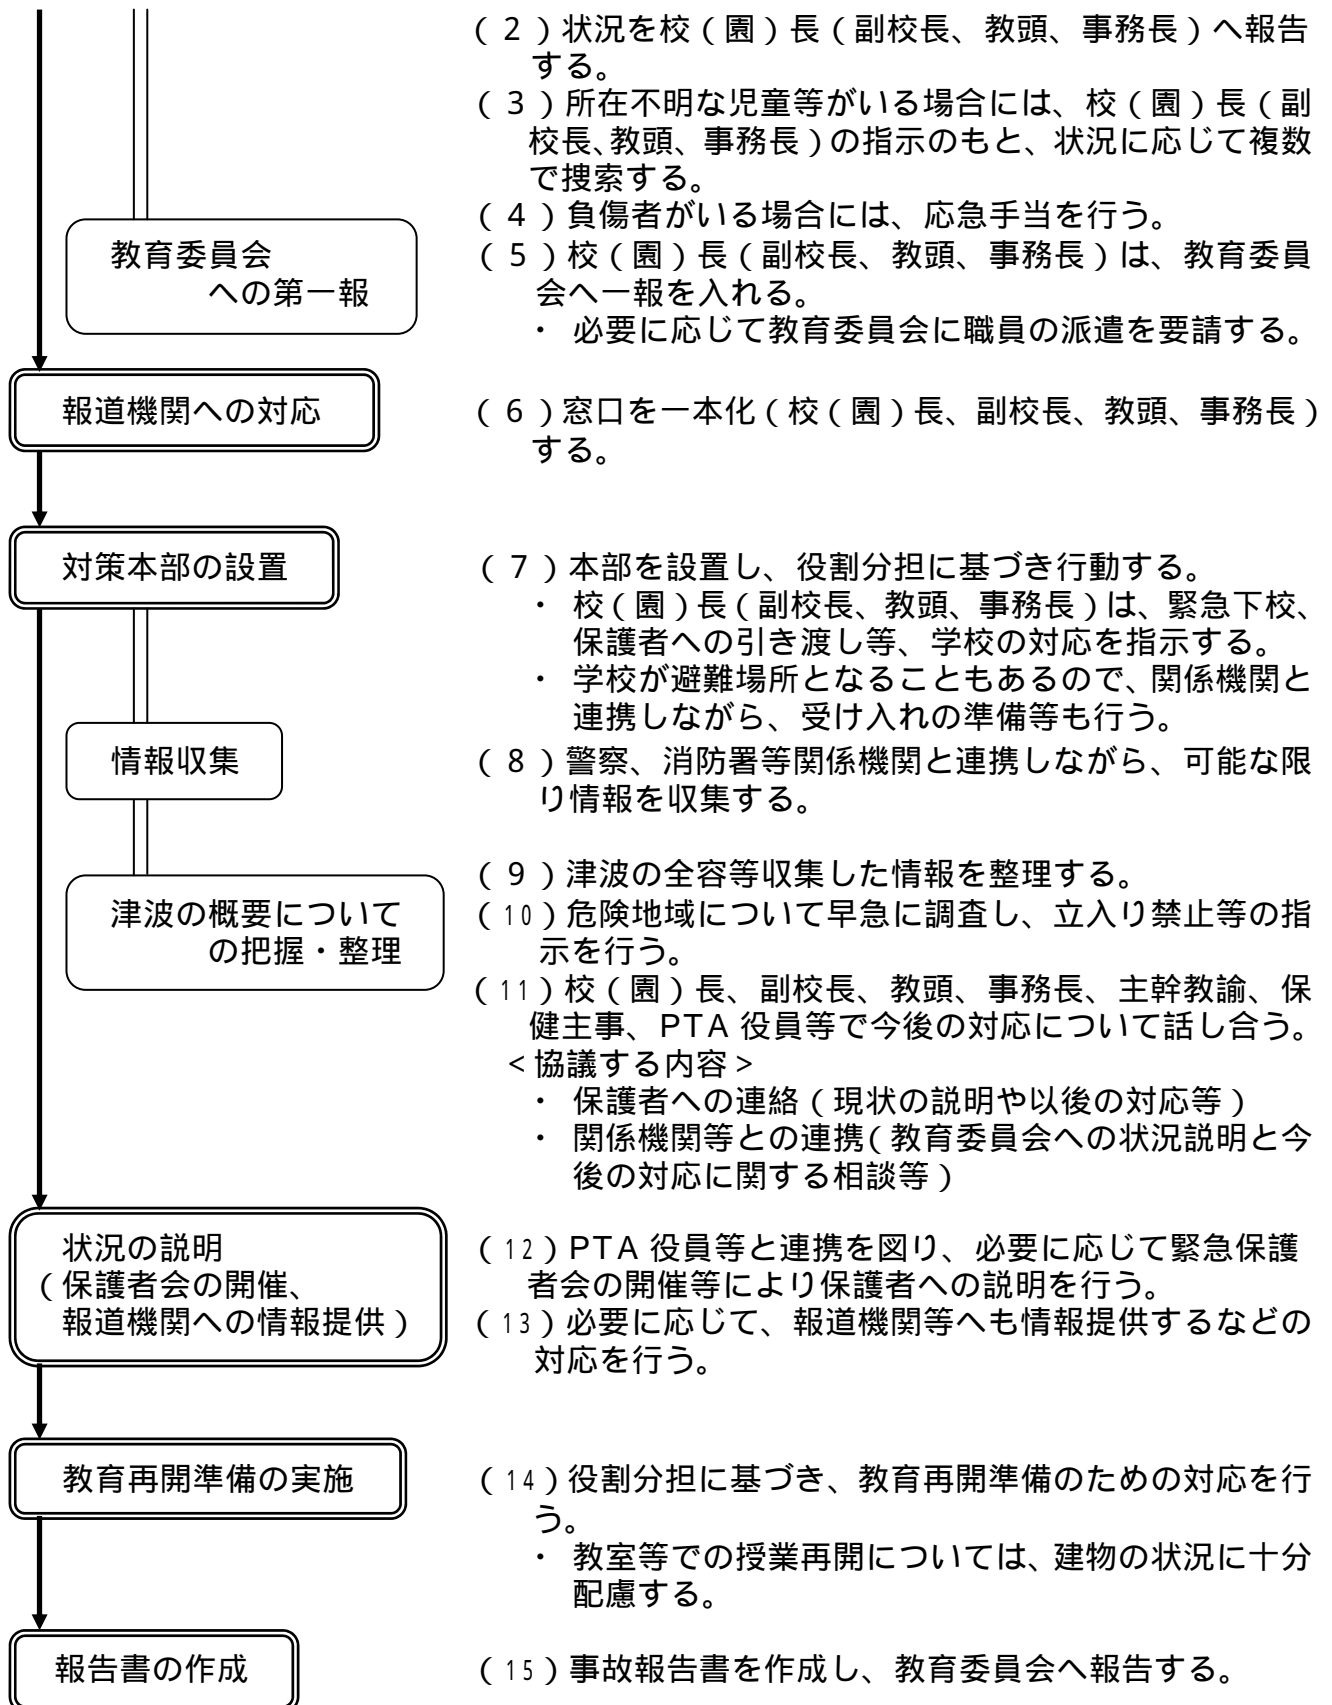 (２)状況を校(園)長(副校長、教頭、事務長)へ報告
する。
(３)所在不明な児童等がいる場合には、校(園)長(副
校長、教頭、事務長)の指示のもと、状況に応じて複数
で捜索する。
(４)負傷者がいる場合には、応急手当を行う。
教育委員会
への第一報
(５)校(園)長(副校長、教頭、事務長)は、教育委員
会へ一報を入れる。
・ 必要に応じて教育委員会に職員の派遣を要請する。
報道機関への対応
(６)窓口を一本化(校(園)長、副校長、教頭、事務長)
する。
対策本部の設置
(７)本部を設置し、役割分担に基づき行動する。
・ 校(園)長(副校長、教頭、事務長)は、緊急下校、
保護者への引き渡し等、学校の対応を指示する。
・ 学校が避難場所となることもあるので、関係機関と
連携しながら、受け入れの準備等も行う。
情報収集
(８)警察、消防署等関係機関と連携しながら、可能な限
り情報を収集する。
津波の概要について
の把握・整理
(９)津波の全容等収集した情報を整理する。
(10)危険地域について早急に調査し、立入り禁止等の指
示を行う。
(11)校(園)長、副校長、教頭、事務長、主幹教諭、保
健主事、PTA 役員等で今後の対応について話し合う。
<協議する内容>
・ 保護者への連絡(現状の説明や以後の対応等)
・ 関係機関等との連携(教育委員会への状況説明と今
後の対応に関する相談等)
状況の説明
(保護者会の開催、
報道機関への情報提供)
(12)PTA 役員等と連携を図り、必要に応じて緊急保護
者会の開催等により保護者への説明を行う。
(13)必要に応じて、報道機関等へも情報提供するなどの
対応を行う。
教育再開準備の実施
(14)役割分担に基づき、教育再開準備のための対応を行
う。
・ 教室等での授業再開については、建物の状況に十分
配慮する。
報告書の作成
(15)事故報告書を作成し、教育委員会へ報告する。